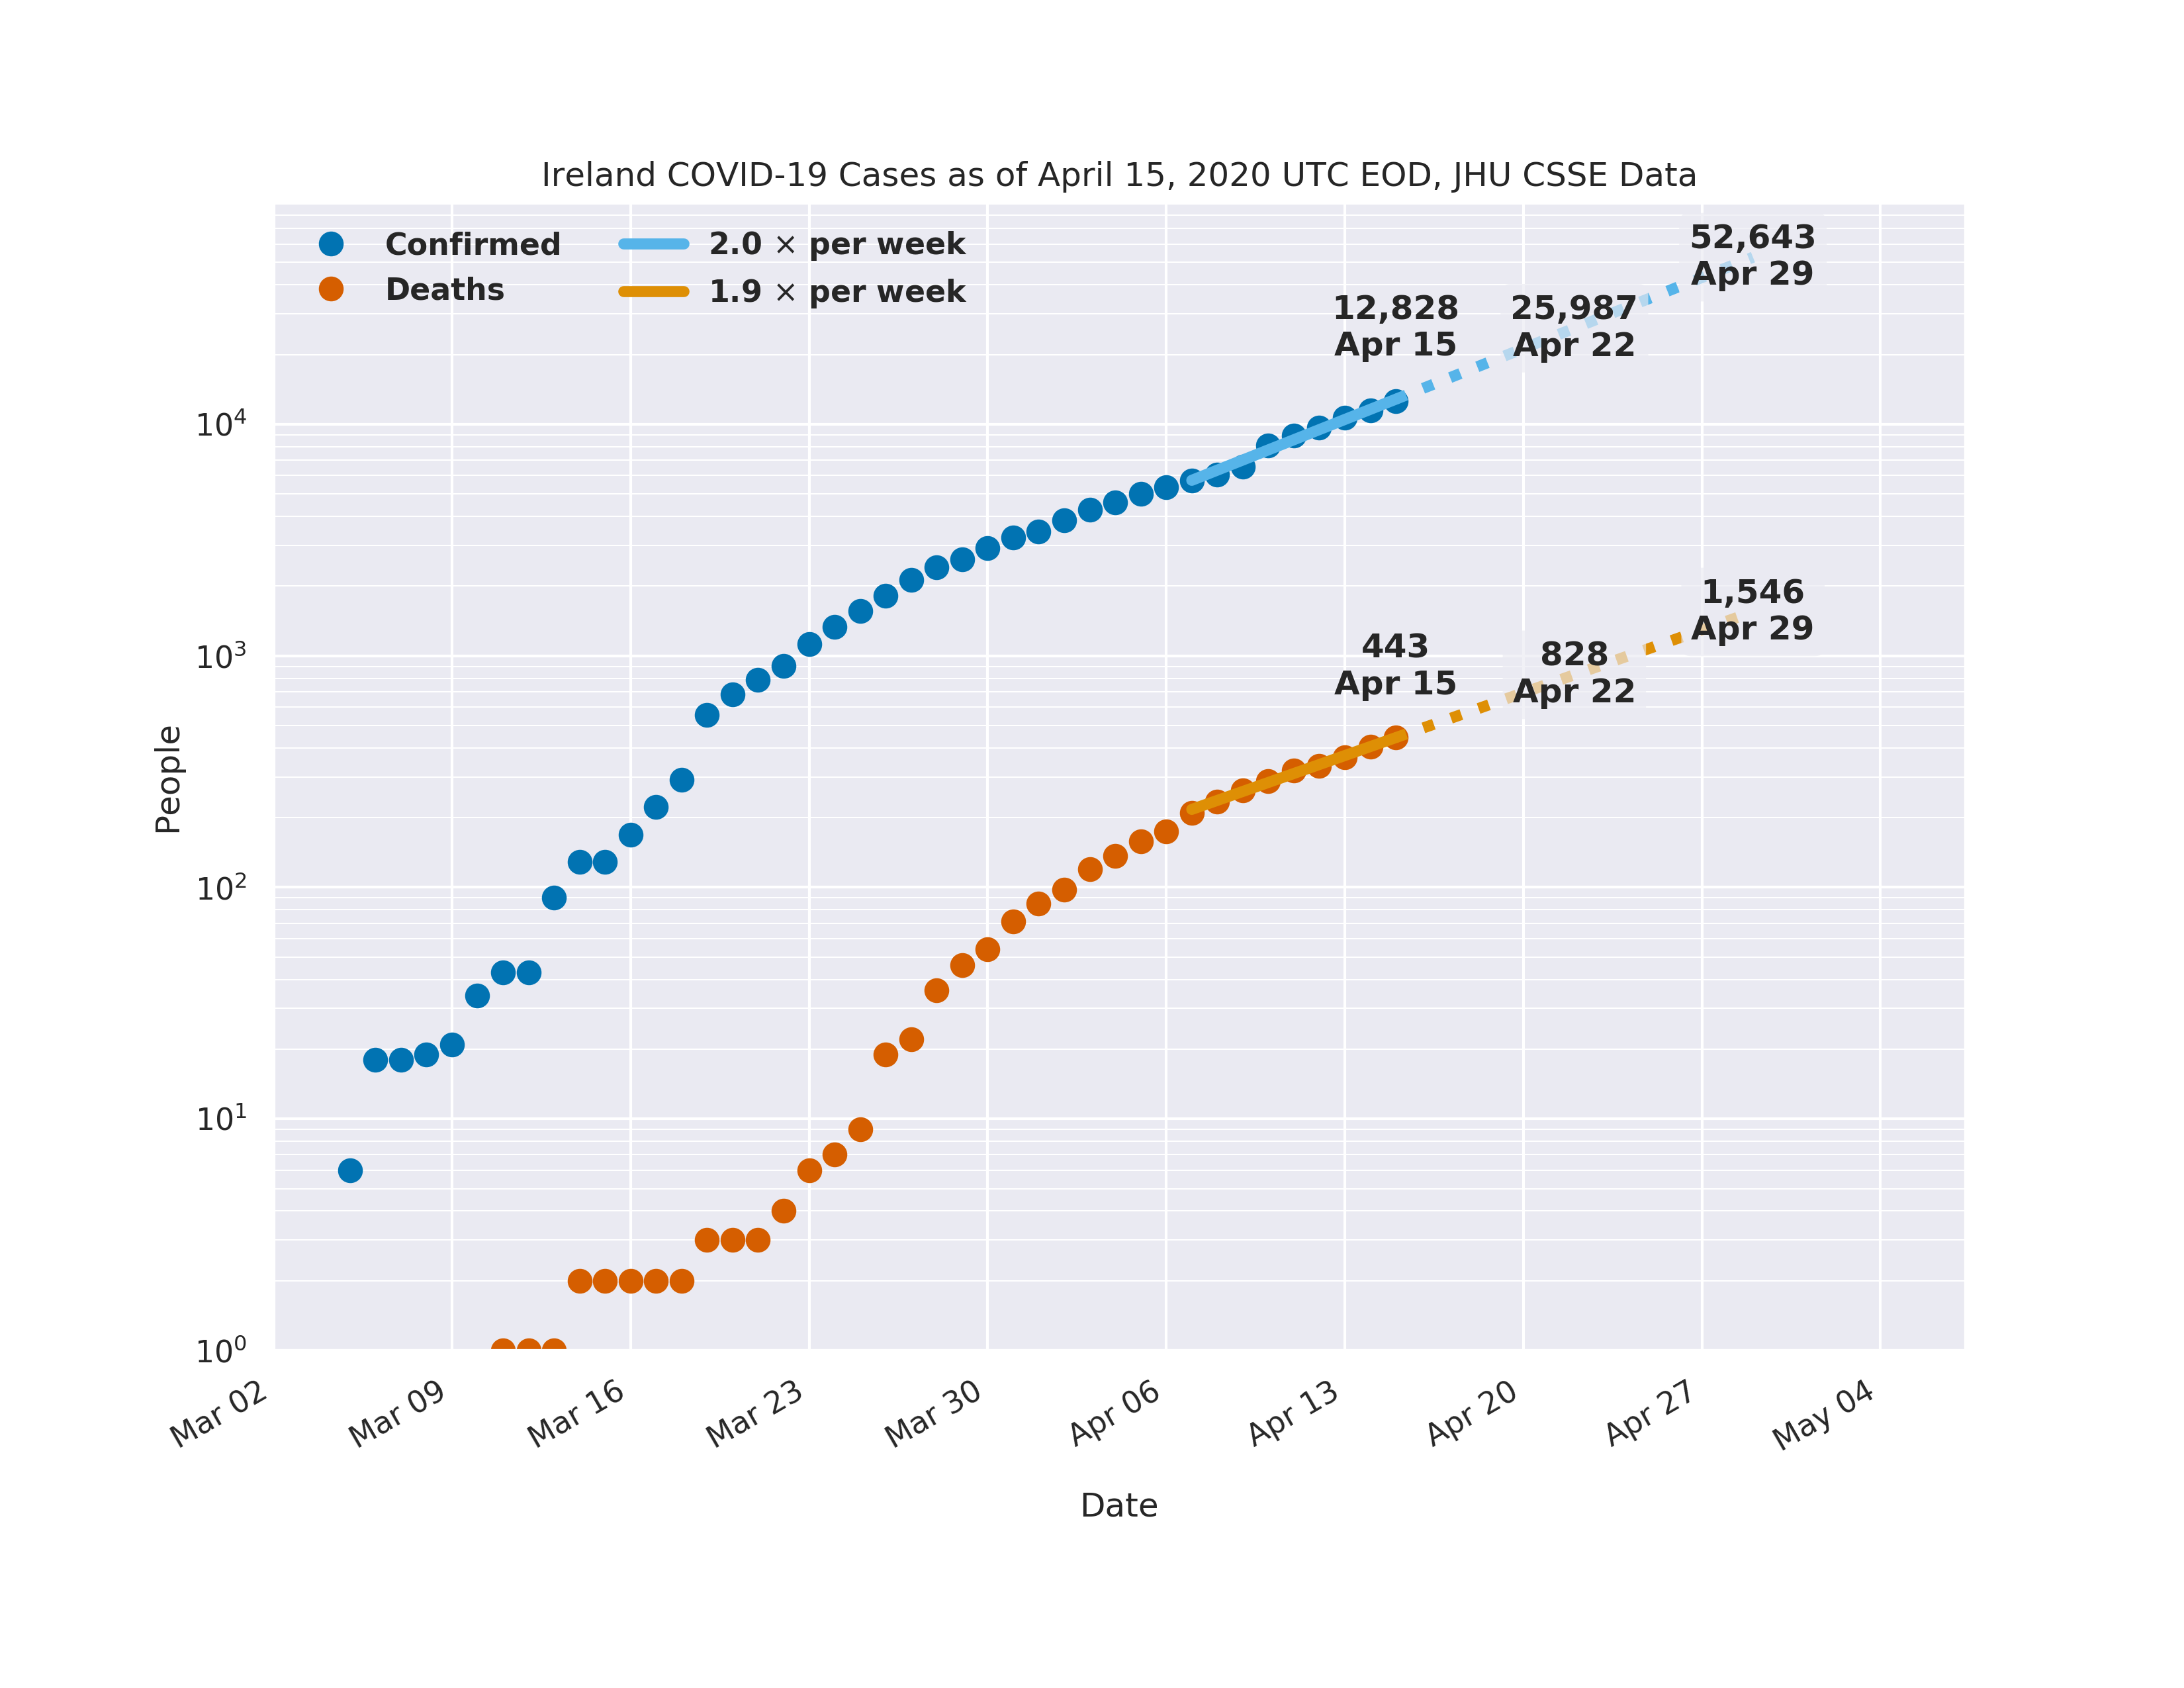 Ireland COVID-19 Cases as of April 15, 2020 UTC EOD, JHU CSSE Data
Confirmed
Deaths
2.0 × per week
1.9 × per week
52,643
Apr 29
12,828
Apr 15
25,987
Apr 22
1,546
Apr 29
443
Apr 15
828
Apr 22
People
10⁴
10³
10²
10¹
10⁰
Mar 02
Mar 09
Mar 16
Mar 23
Mar 30
Apr 06
Apr 13
Apr 20
Apr 27
May 04
Date